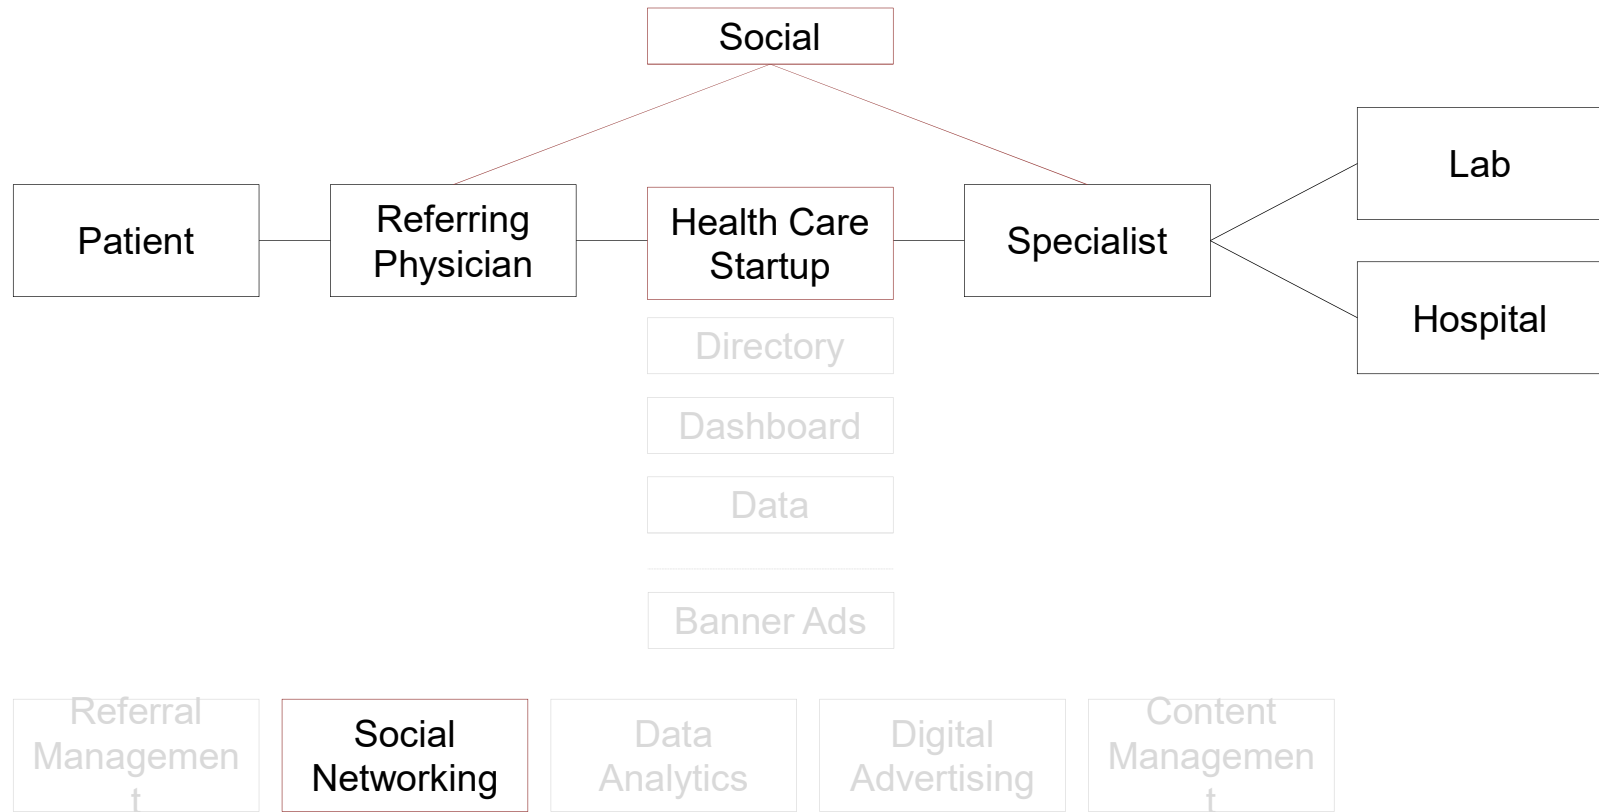 Social
Lab
Patient
Referring
Physician
Health Care
Startup
Specialist
Hospital
Directory
Dashboard
Data
Banner Ads
Referral
Managemen
t
Social
Networking
Data
Analytics
Digital
Advertising
Content
Managemen
t